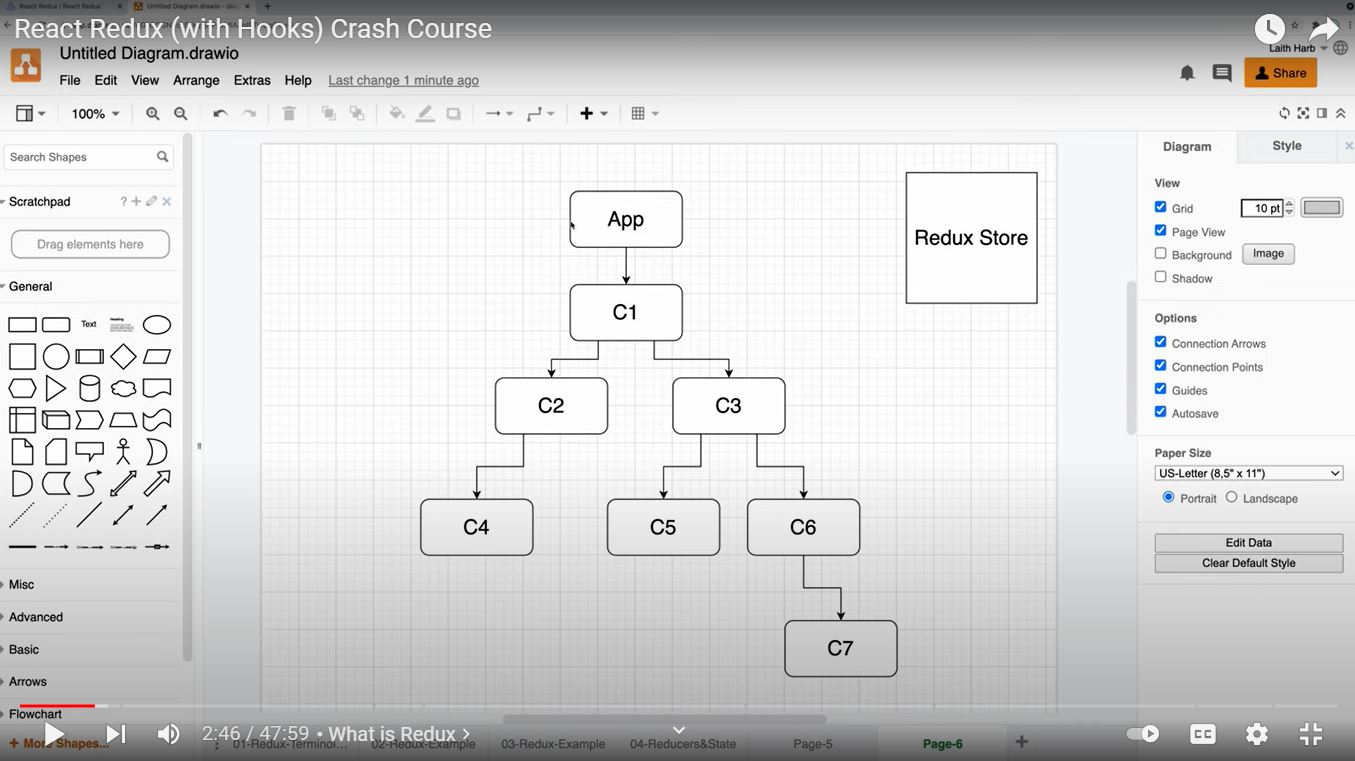 React Redux | React Redux
Untitled Diagram.drawio - diag
React Redux (with Hooks) Crash Course
Laith Harb
Untitled Diagram.drawio
File Edit View Arrange Extras Help Last change 1 minute ago
Share
100%
Search Shapes
Diagram Style
Scratchpad
?
Drag elements here
General
Text
Heading
App
C1
C2
C3
C4
C5
C6
C7
Redux Store
View
Grid 10 pt
Page View
Background Image
Shadow
Options
Connection Arrows
Connection Points
Guides
Autosave
Paper Size
US-Letter (8,5" x 11")
Portrait Landscape
Edit Data
Clear Default Style
Misc
Advanced
Basic
Arrows
Flowchart
+ More Shapes...
2:46 / 47:59 • What is Redux
CC
01-Redux-Terminol... 02-Redux-Example 03-Redux-Example 04-Reducers&State Page-5 Page-6